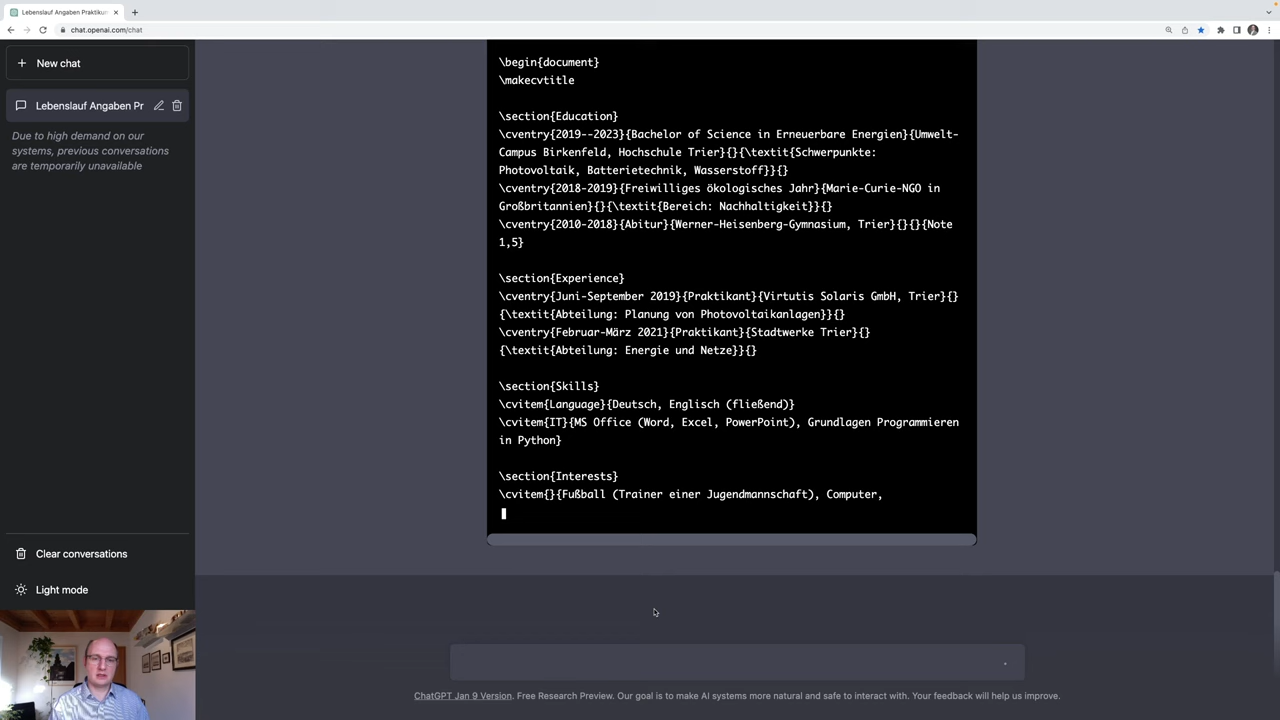 Lebenslauf Angaben Praktikum
chat.openai.com/chat
New chat
Lebenslauf Angaben Pr
Due to high demand on our
systems, previous conversations
are temporarily unavailable
\begin{document}
\makecvtitle
\section{Education}
\cventry{2019--2023}{Bachelor of Science in Erneuerbare Energien}{Umwelt-
Campus Birkenfeld, Hochschule Trier}{}{\textit{Schwerpunkte:
Photovoltaik, Batterietechnik, Wasserstoff}}{}
\cventry{2018-2019}{Freiwilliges ökologisches Jahr}{Marie-Curie-NGO in
Großbritannien}{}{\textit{Bereich: Nachhaltigkeit}}{}
\cventry{2010-2018}{Abitur}{Werner-Heisenberg-Gymnasium, Trier}{}{}{Note
1,5}
\section{Experience}
\cventry{Juni-September 2019}{Praktikant}{Virtutis Solaris GmbH, Trier}{}
{\textit{Abteilung: Planung von Photovoltaikanlagen}}{}
\cventry{Februar-März 2021}{Praktikant}{Stadtwerke Trier}{}
{\textit{Abteilung: Energie und Netze}}{}
\section{Skills}
\cvitem{Language}{Deutsch, Englisch (fließend)}
\cvitem{IT}{MS Office (Word, Excel, PowerPoint), Grundlagen Programmieren
in Python}
\section{Interests}
\cvitem{}{Fußball (Trainer einer Jugendmannschaft), Computer,
Clear conversations
Light mode
ChatGPT Jan 9 Version. Free Research Preview. Our goal is to make AI systems more natural and safe to interact with. Your feedback will help us improve.